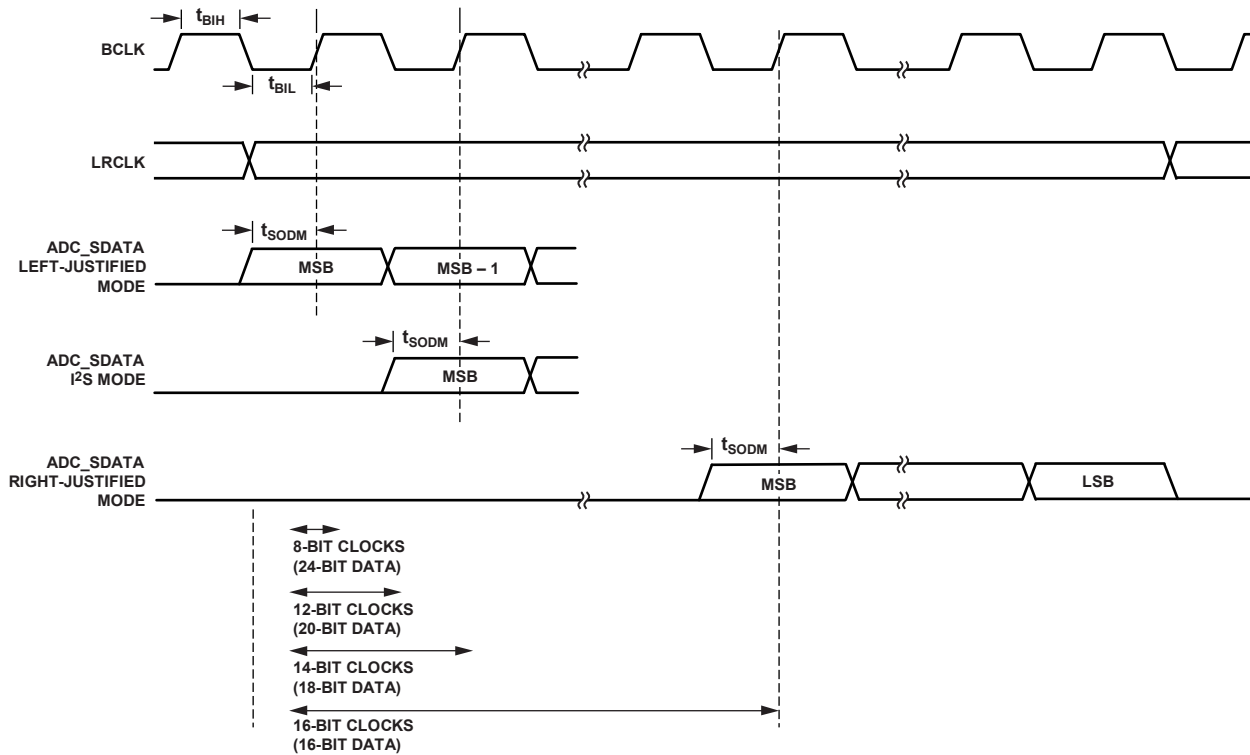 tBIH
BCLK
tBIL
LRCLK
tSODM
ADC_SDATA
LEFT-JUSTIFIED
MODE
MSB
MSB – 1
tSODM
ADC_SDATA
I²S MODE
MSB
tSODM
ADC_SDATA
RIGHT-JUSTIFIED
MODE
MSB
LSB
8-BIT CLOCKS
(24-BIT DATA)
12-BIT CLOCKS
(20-BIT DATA)
14-BIT CLOCKS
(18-BIT DATA)
16-BIT CLOCKS
(16-BIT DATA)